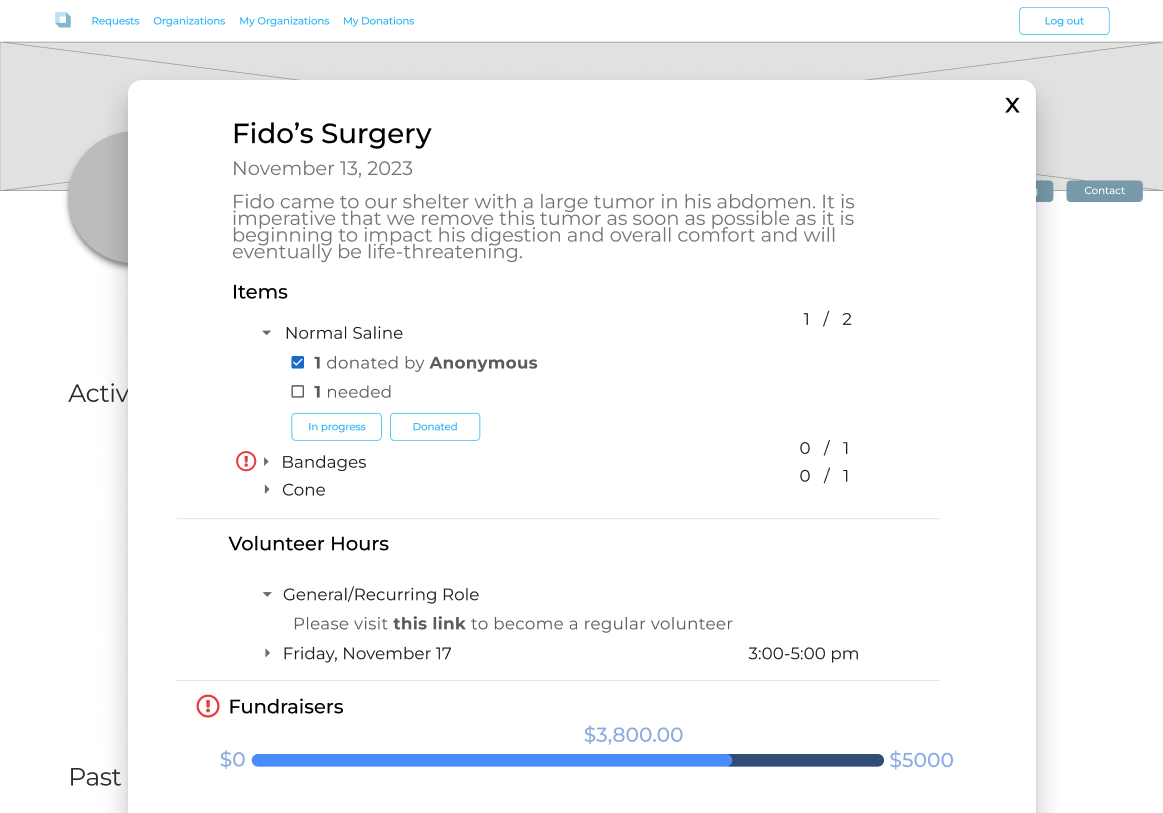 Requests Organizations My Organizations My Donations Log out
X
Fido’s Surgery
November 13, 2023
Contact
Fido came to our shelter with a large tumor in his abdomen. It is
imperative that we remove this tumor as soon as possible as it is
beginning to impact his digestion and overall comfort and will
eventually be life-threatening.
Items
Normal Saline 1 / 2
1 donated by Anonymous
Activ
1 needed
In progress Donated
Bandages 0 / 1
Cone 0 / 1
Volunteer Hours
General/Recurring Role
Please visit this link to become a regular volunteer
Friday, November 17 3:00-5:00 pm
Fundraisers
$3,800.00
$0 $5000
Past